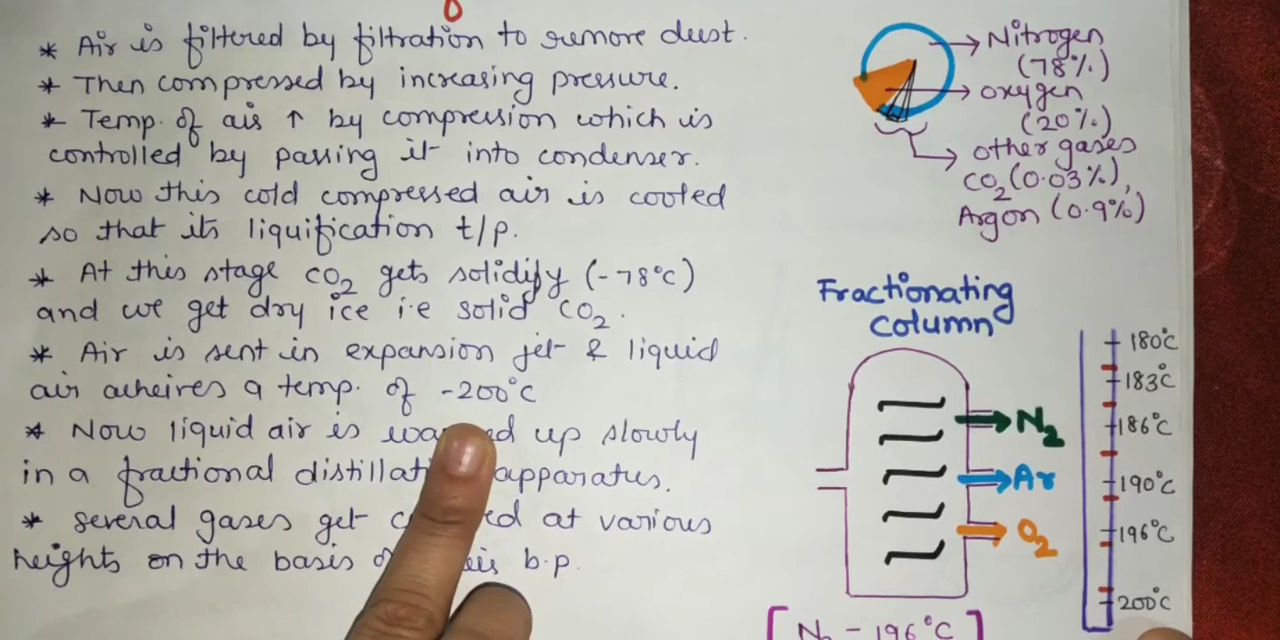 * Air is filtered by filtration to remove dust.
* Then compressed by increasing pressure.
* Temp. of air ↑ by compression which is
controlled by passing it into condenser.
* Now this cold compressed air is cooled
so that its liquification t/p.
* At this stage CO₂ gets solidify (-78°C)
and we get dry ice i.e solid CO₂.
* Air is sent in expansion jet & liquid
air acheives a temp. of -200°C
* Now liquid air is up slowly
in a fractional apparatus.
* Several gases get at various
heights on the basis b.p.
Nitrogen
(78%)
oxygen
(20%)
other gases
CO₂ (0.03%),
Argon (0.9%)
Fractionating
Column
N₂
Ar
O₂
180°C
183°C
186°C
190°C
196°C
200°C
[N₂ - 196°C]